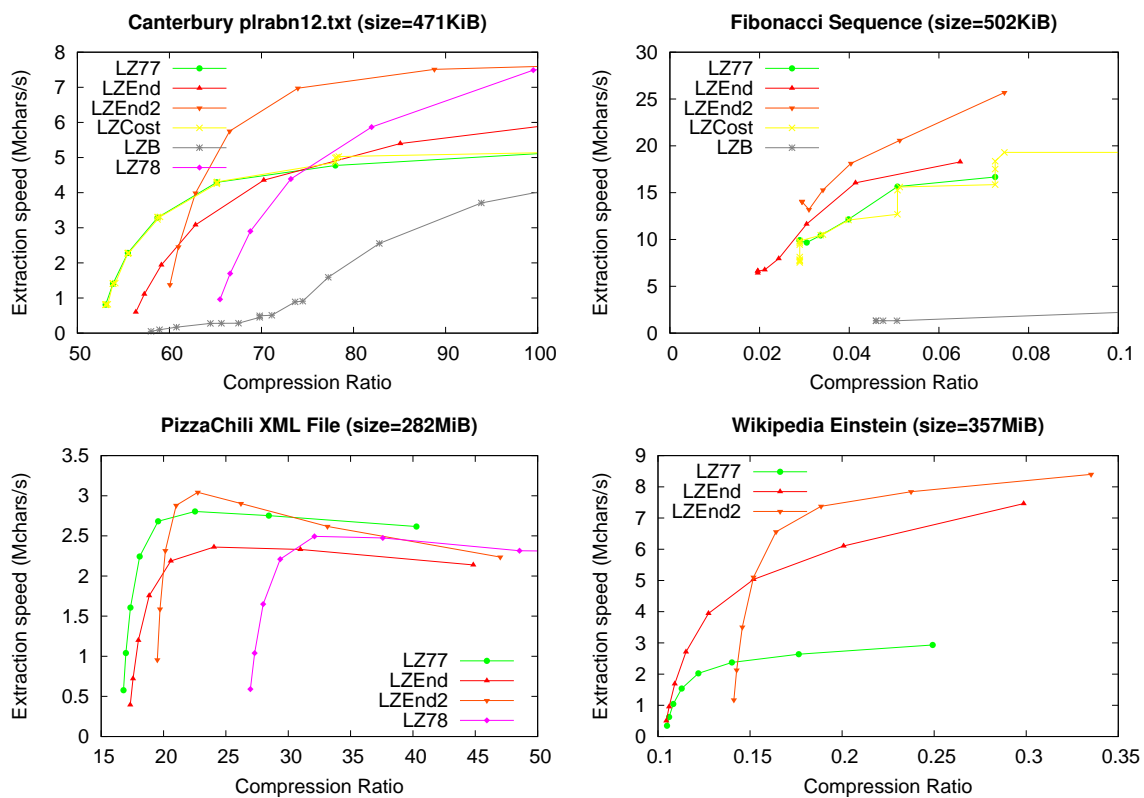 Canterbury plrabn12.txt (size=471KiB)
Extraction speed (Mchars/s)
8
7
6
5
4
3
2
1
0
LZ77
LZEnd
LZEnd2
LZCost
LZB
LZ78
50 60 70 80 90 100
Compression Ratio
Fibonacci Sequence (size=502KiB)
Extraction speed (Mchars/s)
30
25
20
15
10
5
0
LZ77
LZEnd
LZEnd2
LZCost
LZB
0 0.02 0.04 0.06 0.08 0.1
Compression Ratio
PizzaChili XML File (size=282MiB)
Extraction speed (Mchars/s)
3.5
3
2.5
2
1.5
1
0.5
0
LZ77
LZEnd
LZEnd2
LZ78
15 20 25 30 35 40 45 50
Compression Ratio
Wikipedia Einstein (size=357MiB)
Extraction speed (Mchars/s)
9
8
7
6
5
4
3
2
1
0
LZ77
LZEnd
LZEnd2
0.1 0.15 0.2 0.25 0.3 0.35
Compression Ratio